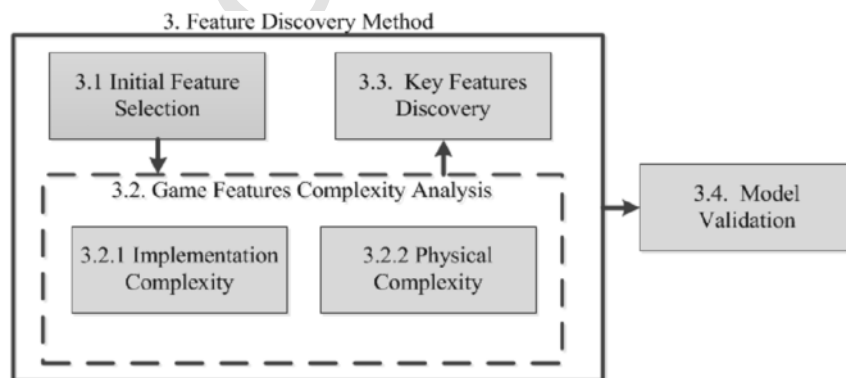 3. Feature Discovery Method
3.1 Initial Feature
Selection
3.3. Key Features
Discovery
3.2. Game Features Complexity Analysis
3.2.1 Implementation
Complexity
3.2.2 Physical
Complexity
3.4. Model
Validation